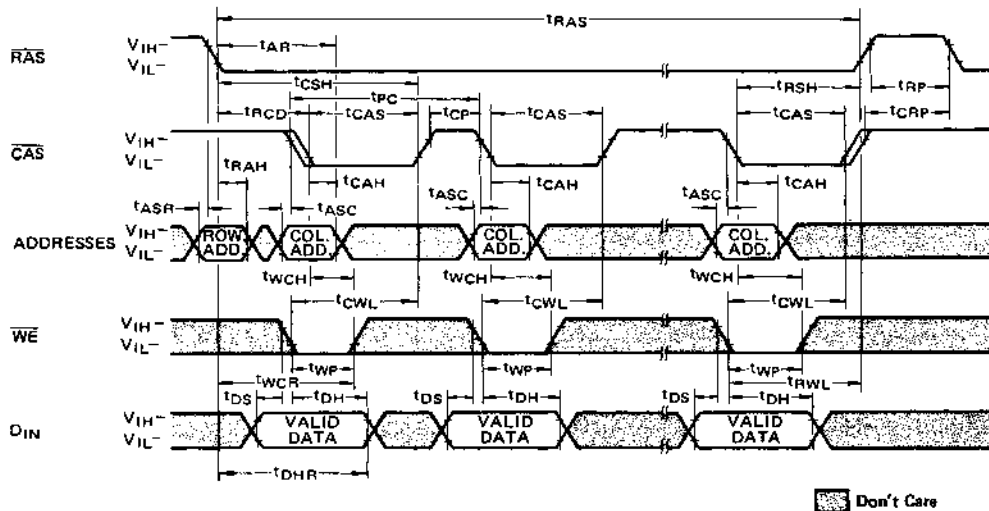 tRAS
RAS VIH− VIL−
tAR
tCSH
tPC
tRSH tRP
tRCD tCAS tCP tCAS tCAS tCRP
CAS VIH− VIL−
tRAH
tCAH tCAH tCAH
tASR tASC tASC
ADDRESSES VIH− VIL−
ROW ADD. COL. ADD. COL. ADD. COL. ADD.
tWCH tWCH tWCH
tCWL tCWL tCWL
WE VIH− VIL−
tWP tWP tWP
tWCR tRWL
tDS tDH tDS tDH tDS tDH
DIN VIH− VIL−
VALID DATA VALID DATA VALID DATA
tDHR
Don't Care